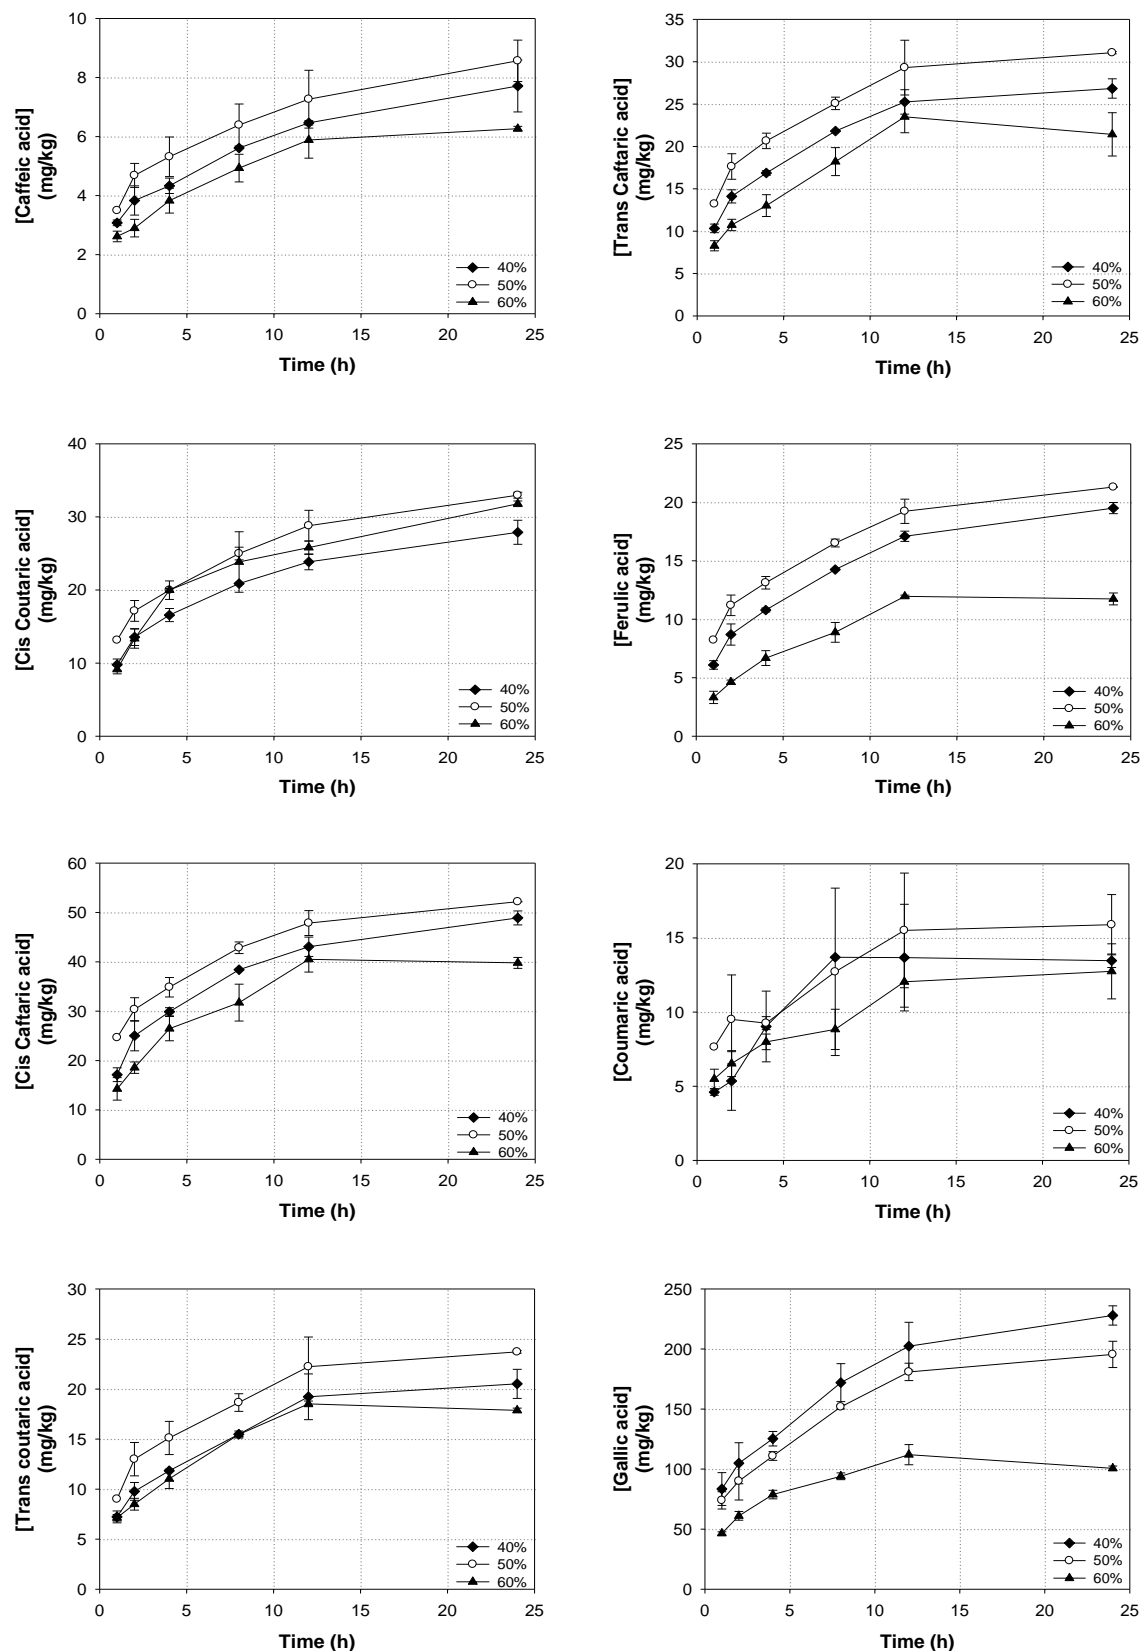 [Caffeic acid]
(mg/kg)
10
8
6
4
2
0
40%
50%
60%
0 5 10 15 20 25
Time (h)
[Trans Caftaric acid]
(mg/kg)
35
30
25
20
15
10
5
0
40%
50%
60%
0 5 10 15 20 25
Time (h)
[Cis Coutaric acid]
(mg/kg)
40
30
20
10
0
40%
50%
60%
0 5 10 15 20 25
Time (h)
[Ferulic acid]
(mg/kg)
25
20
15
10
5
0
40%
50%
60%
0 5 10 15 20 25
Time (h)
[Cis Caftaric acid]
(mg/kg)
60
50
40
30
20
10
0
40%
50%
60%
0 5 10 15 20 25
Time (h)
[Coumaric acid]
(mg/kg)
20
15
10
5
0
40%
50%
60%
0 5 10 15 20 25
Time (h)
[Trans coutaric acid]
(mg/kg)
30
25
20
15
10
5
0
40%
50%
60%
0 5 10 15 20 25
Time (h)
[Gallic acid]
(mg/kg)
250
200
150
100
50
0
40%
50%
60%
0 5 10 15 20 25
Time (h)